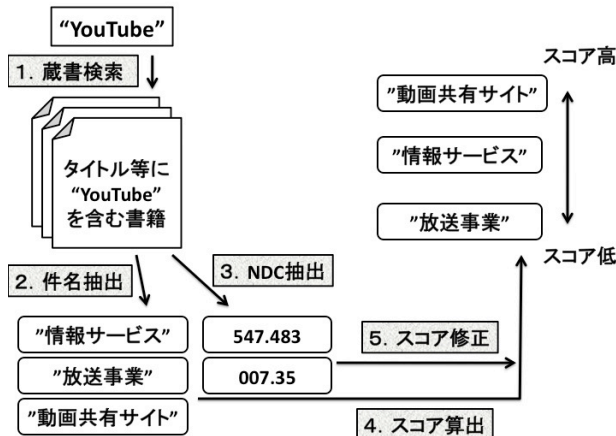 “YouTube”
1. 蔵書検索
タイトル等に
“YouTube”
を含む書籍
2. 件名抽出
3. NDC抽出
”情報サービス”
”放送事業”
”動画共有サイト”
547.483
007.35
5. スコア修正
4. スコア算出
スコア高
”動画共有サイト”
”情報サービス”
”放送事業”
スコア低